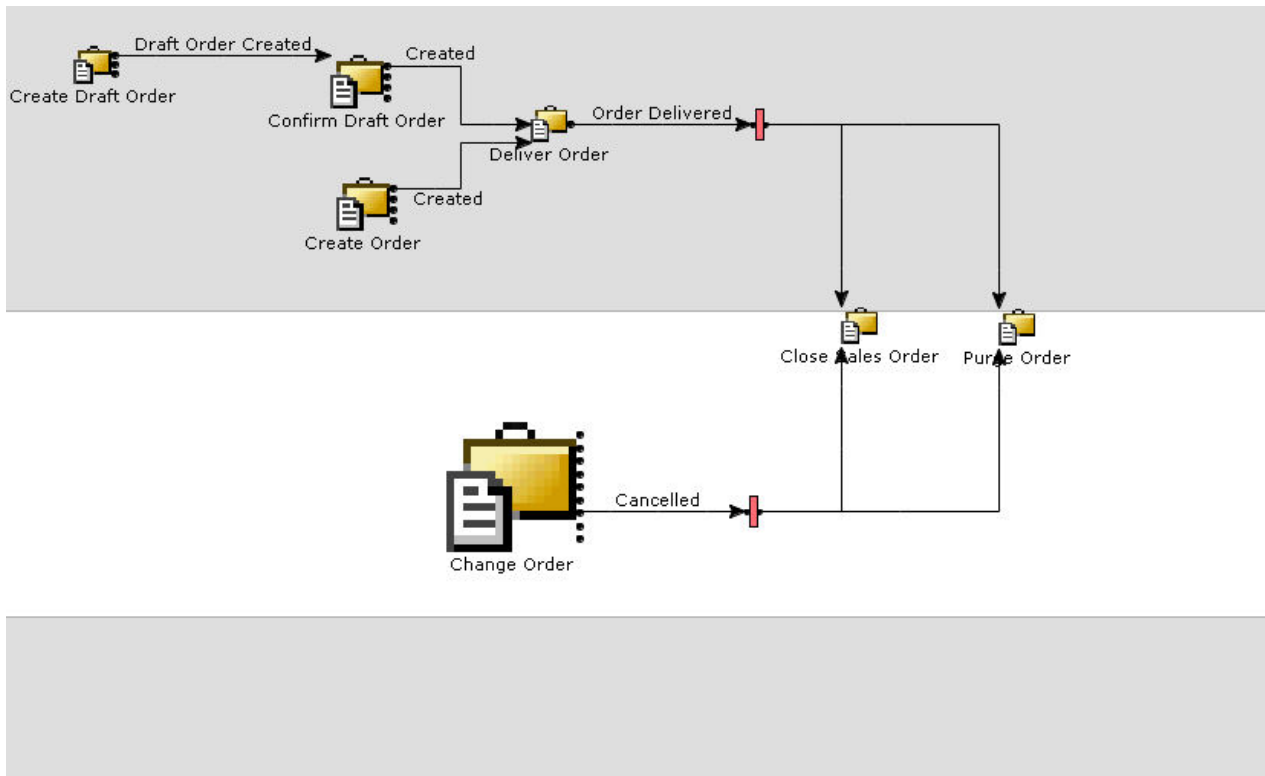 Draft Order Created
Created
Create Draft Order
Confirm Draft Order
Order Delivered
Deliver Order
Created
Create Order
Close Sales Order
Purge Order
Cancelled
Change Order